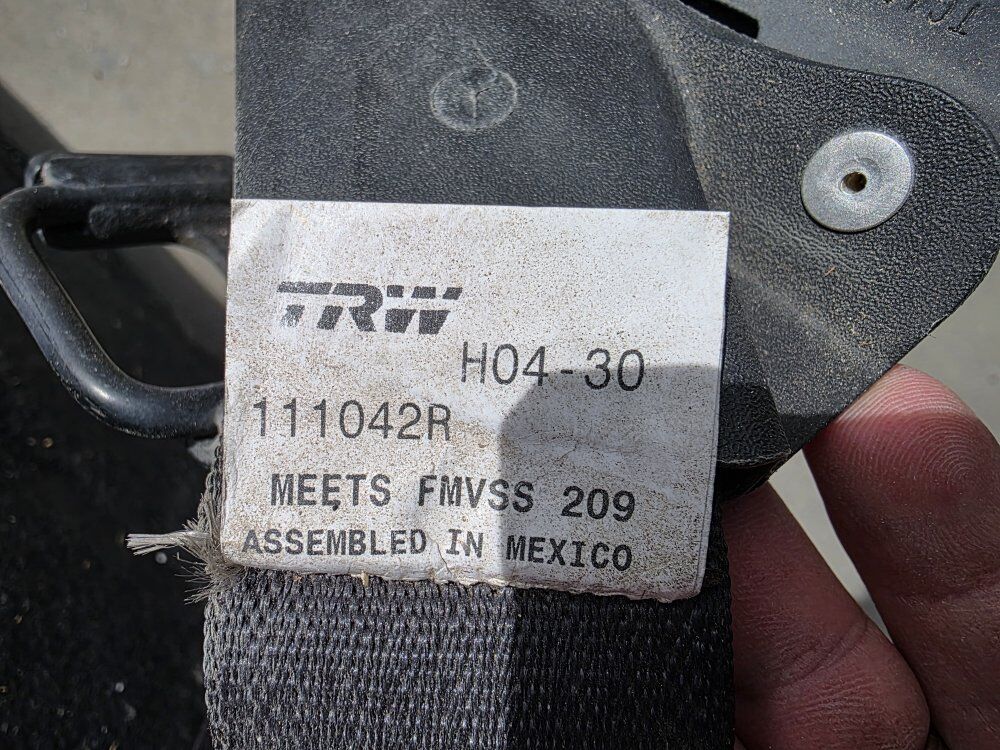 TRW
H04-30
111042R
MEETS FMVSS 209
ASSEMBLED IN MEXICO